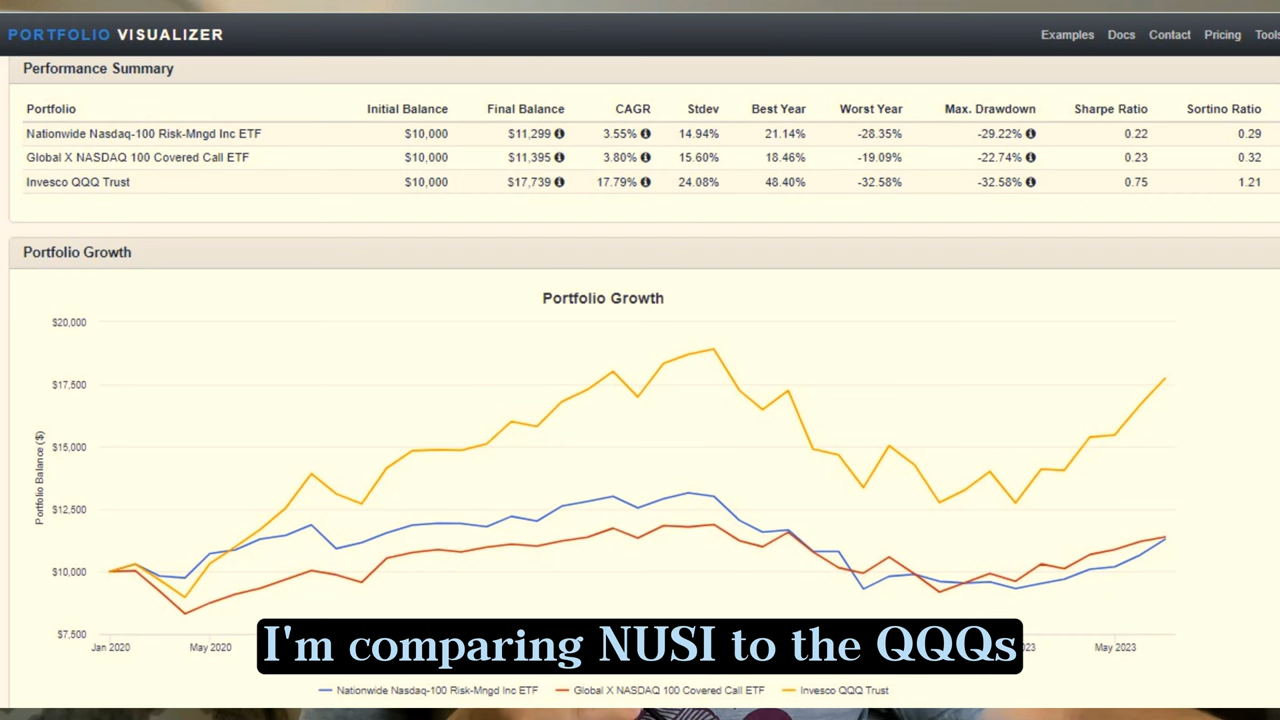 PORTFOLIO VISUALIZER Examples Docs Contact Pricing Tools
Performance Summary
Portfolio Initial Balance Final Balance CAGR Stdev Best Year Worst Year Max. Drawdown Sharpe Ratio Sortino Ratio
Nationwide Nasdaq-100 Risk-Mngd Inc ETF $10,000 $11,299 3.55% 14.94% 21.14% -28.35% -29.22% 0.22 0.29
Global X NASDAQ 100 Covered Call ETF $10,000 $11,395 3.80% 15.60% 18.46% -19.09% -22.74% 0.23 0.32
Invesco QQQ Trust $10,000 $17,739 17.79% 24.08% 48.40% -32.58% -32.58% 0.75 1.21
Portfolio Growth
Portfolio Growth
Portfolio Balance ($)
$20,000
$17,500
$15,000
$12,500
$10,000
$7,500
Jan 2020 May 2020 023 May 2023
I'm comparing NUSI to the QQQs
Nationwide Nasdaq-100 Risk-Mngd Inc ETF Global X NASDAQ 100 Covered Call ETF Invesco QQQ Trust